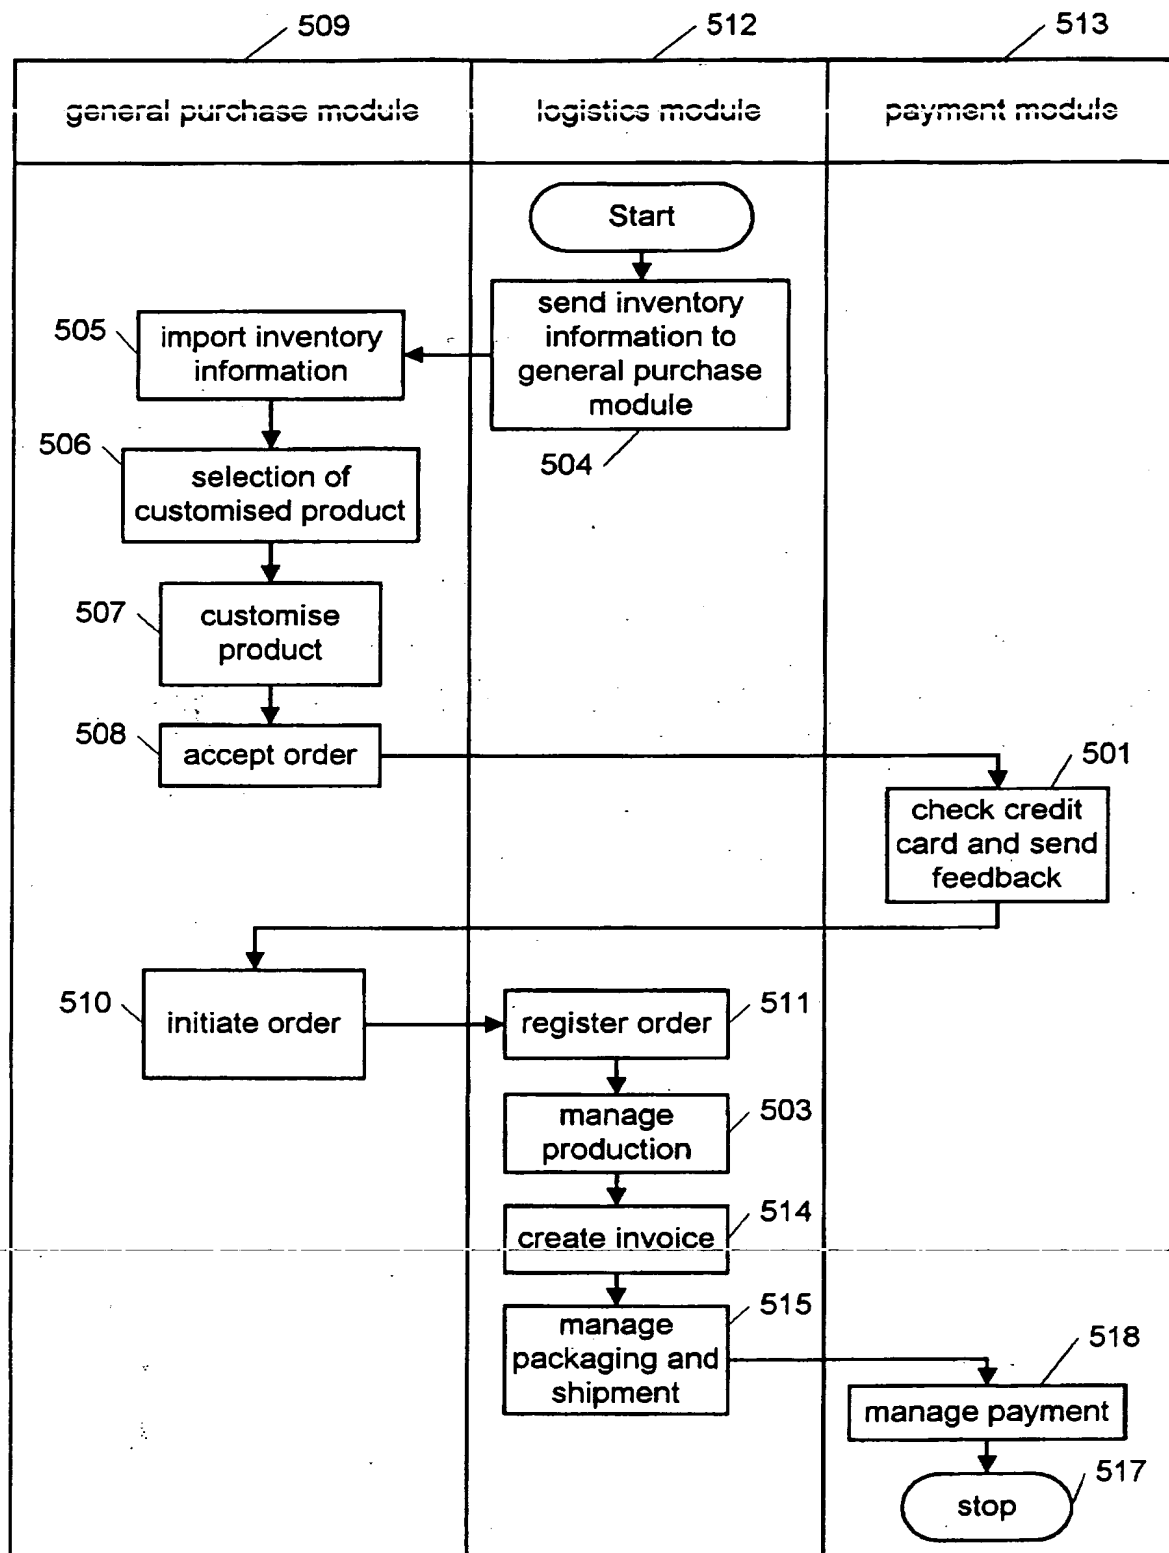 509
512
513
general purchase module
logistics module
payment module
Start
send inventory
information to
general purchase
module
504
505
import inventory
information
506
selection of
customised product
507
customise
product
508
accept order
501
check credit
card and send
feedback
510
initiate order
register order
511
manage
production
503
create invoice
514
manage
packaging and
shipment
515
518
manage payment
517
stop